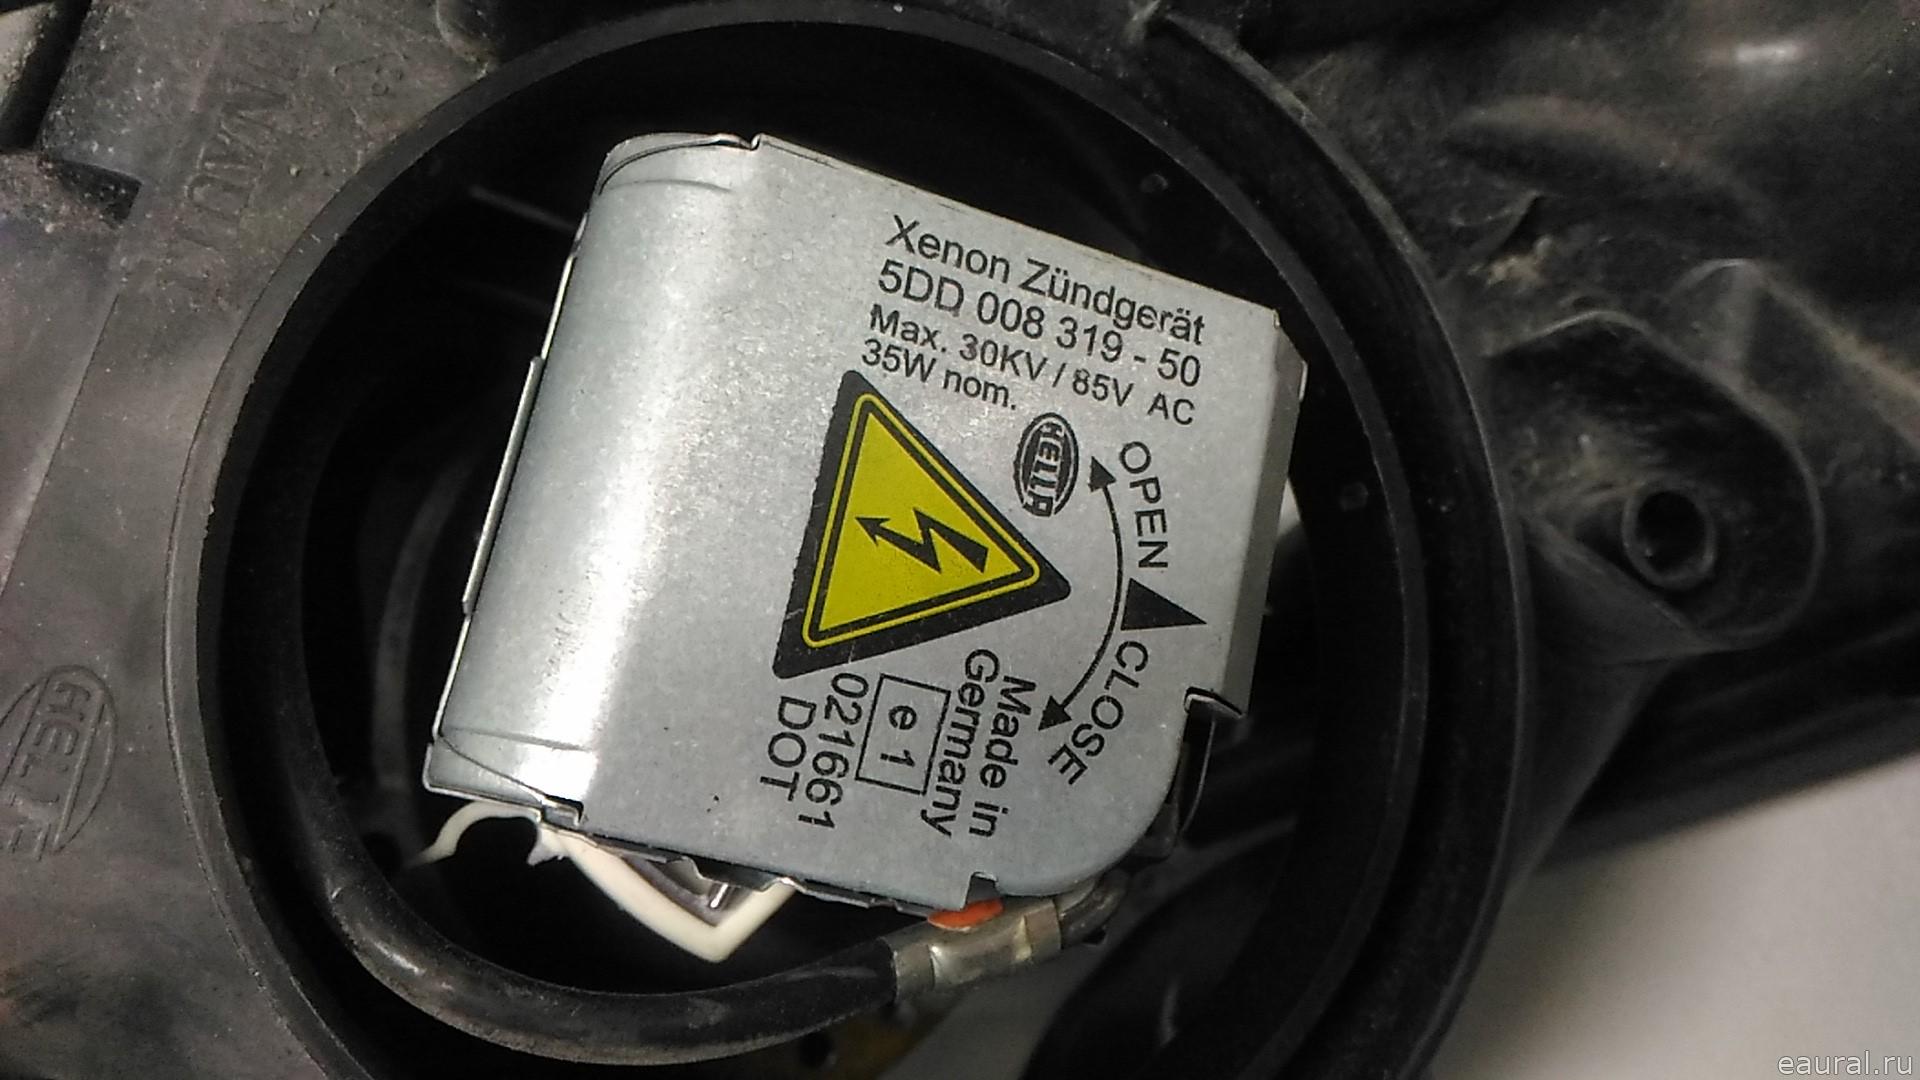 Xenon Zündgerät
5DD 008 319 - 50
Max. 30KV / 85V AC
35W nom.
HELLA
OPEN
CLOSE
Made in
Germany
e 1
021661
DOT
HELLA
eaural.ru